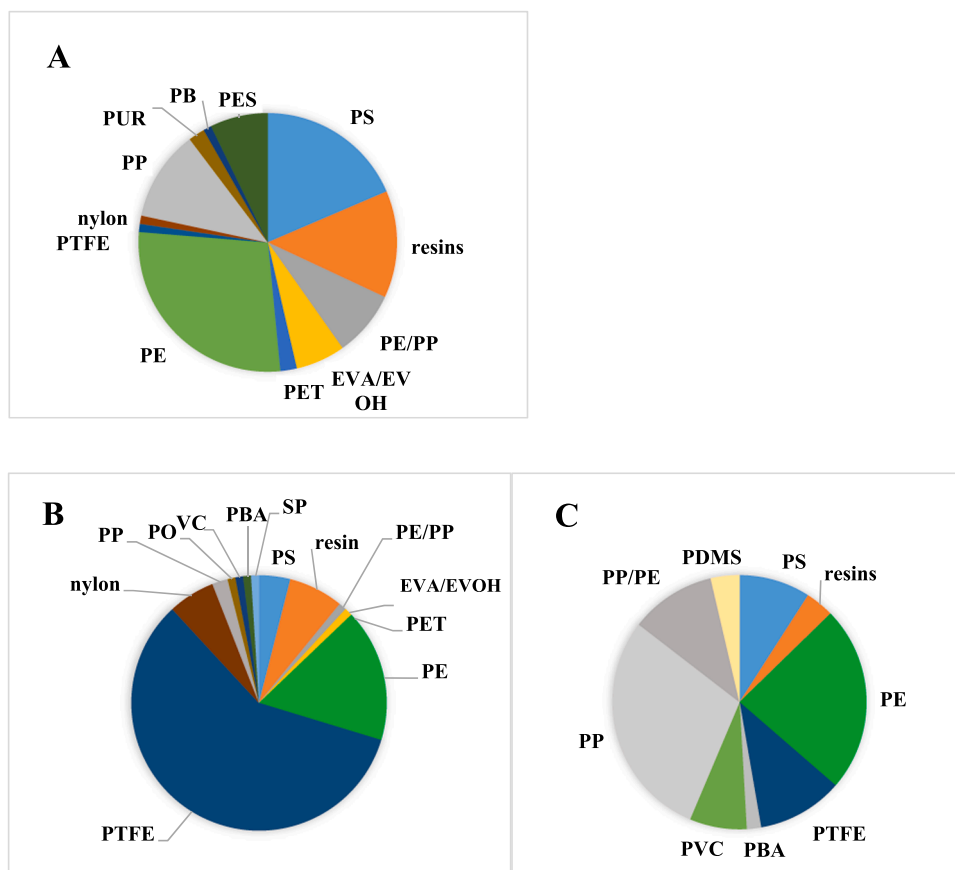 A
PB
PES
PS
PUR
PP
nylon
PTFE
resins
PE
PE/PP
PET
EVA/EV
OH
B
SP
PBA
VC
PO
PP
PS
resin
PE/PP
nylon
EVA/EVOH
PET
PE
PTFE
C
PDMS
PS
PP/PE
resins
PE
PP
PTFE
PVC
PBA